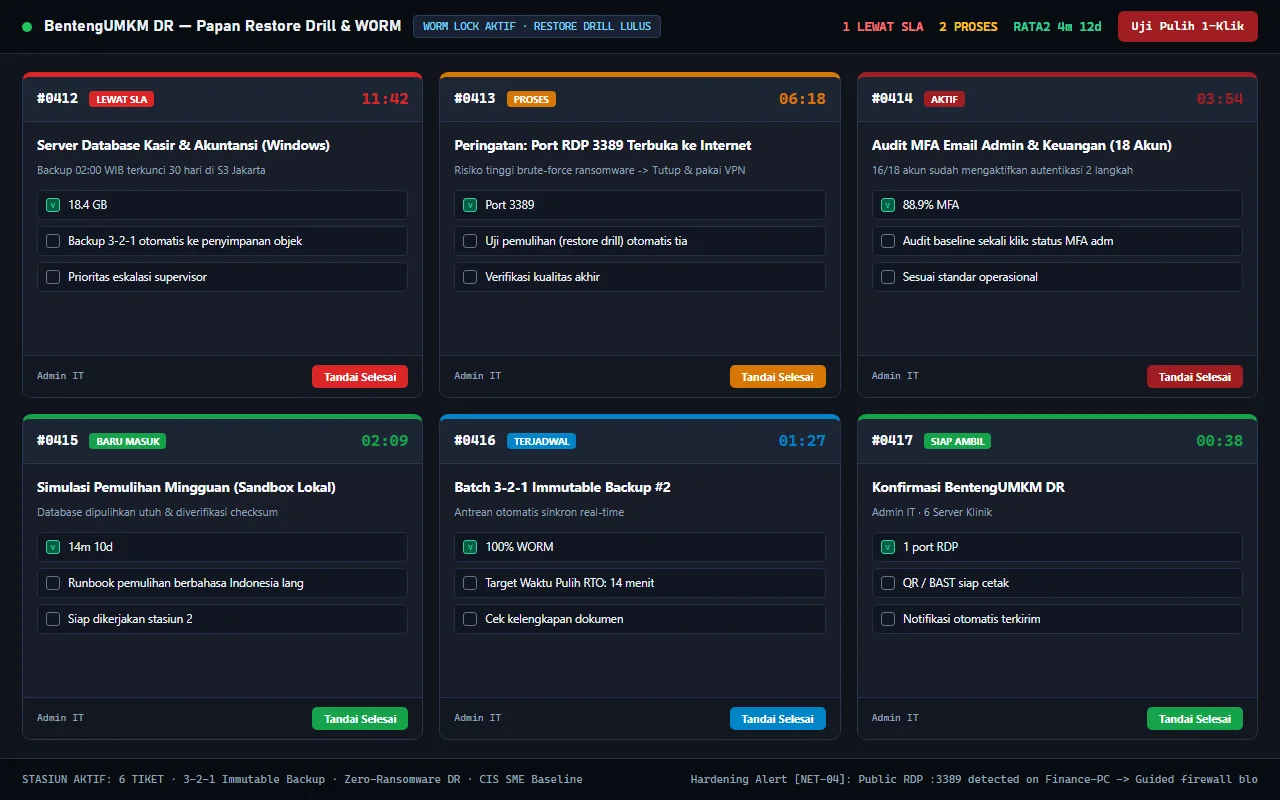 BentengUMKM DR — Papan Restore Drill & WORM
WORM LOCK AKTIF · RESTORE DRILL LULUS
1 LEWAT SLA
2 PROSES
RATA2 4m 12d
Uji Pulih 1-Klik
#0412
LEWAT SLA
11:42
Server Database Kasir & Akuntansi (Windows)
Backup 02:00 WIB terkunci 30 hari di S3 Jakarta
v
18.4 GB
Backup 3-2-1 otomatis ke penyimpanan objek
Prioritas eskalasi supervisor
Admin IT
Tandai Selesai
#0413
PROSES
06:18
Peringatan: Port RDP 3389 Terbuka ke Internet
Risiko tinggi brute-force ransomware -> Tutup & pakai VPN
v
Port 3389
Uji pemulihan (restore drill) otomatis tia
Verifikasi kualitas akhir
Admin IT
Tandai Selesai
#0414
AKTIF
03:54
Audit MFA Email Admin & Keuangan (18 Akun)
16/18 akun sudah mengaktifkan autentikasi 2 langkah
v
88.9% MFA
Audit baseline sekali klik: status MFA adm
Sesuai standar operasional
Admin IT
Tandai Selesai
#0415
BARU MASUK
02:09
Simulasi Pemulihan Mingguan (Sandbox Lokal)
Database dipulihkan utuh & diverifikasi checksum
v
14m 10d
Runbook pemulihan berbahasa Indonesia lang
Siap dikerjakan stasiun 2
Admin IT
Tandai Selesai
#0416
TERJADWAL
01:27
Batch 3-2-1 Immutable Backup #2
Antrean otomatis sinkron real-time
v
100% WORM
Target Waktu Pulih RTO: 14 menit
Cek kelengkapan dokumen
Admin IT
Tandai Selesai
#0417
SIAP AMBIL
00:38
Konfirmasi BentengUMKM DR
Admin IT · 6 Server Klinik
v
1 port RDP
QR / BAST siap cetak
Notifikasi otomatis terkirim
Admin IT
Tandai Selesai
STASIUN AKTIF: 6 TIKET · 3-2-1 Immutable Backup · Zero-Ransomware DR · CIS SME Baseline
Hardening Alert [NET-04]: Public RDP :3389 detected on Finance-PC -> Guided firewall blo